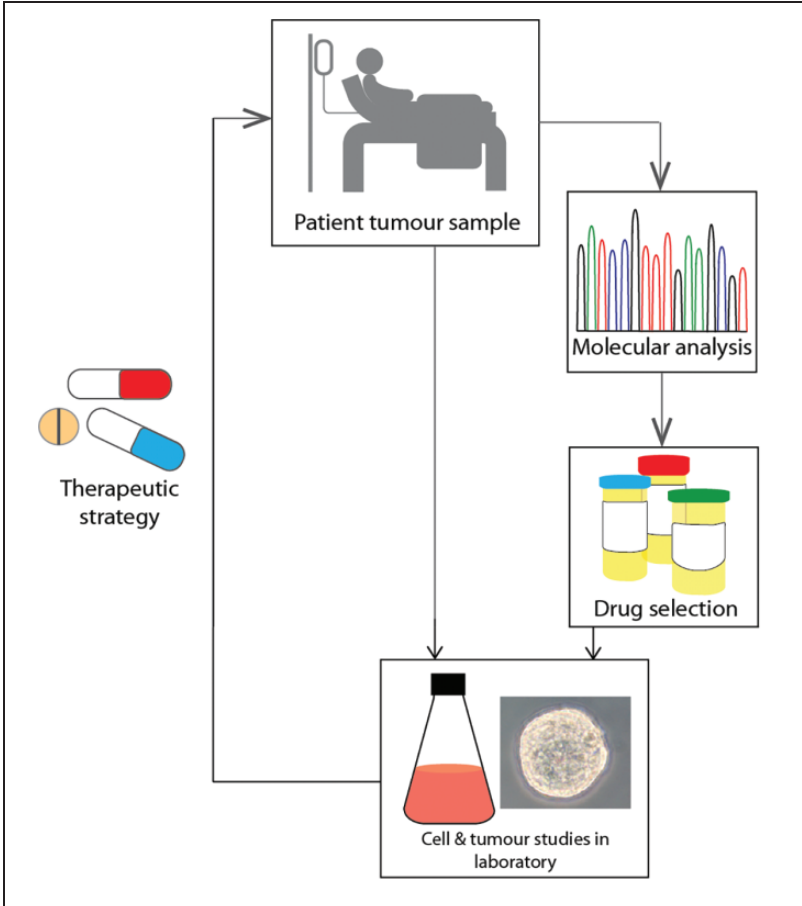 Patient tumour sample
Molecular analysis
Therapeutic
strategy
Drug selection
Cell & tumour studies in
laboratory